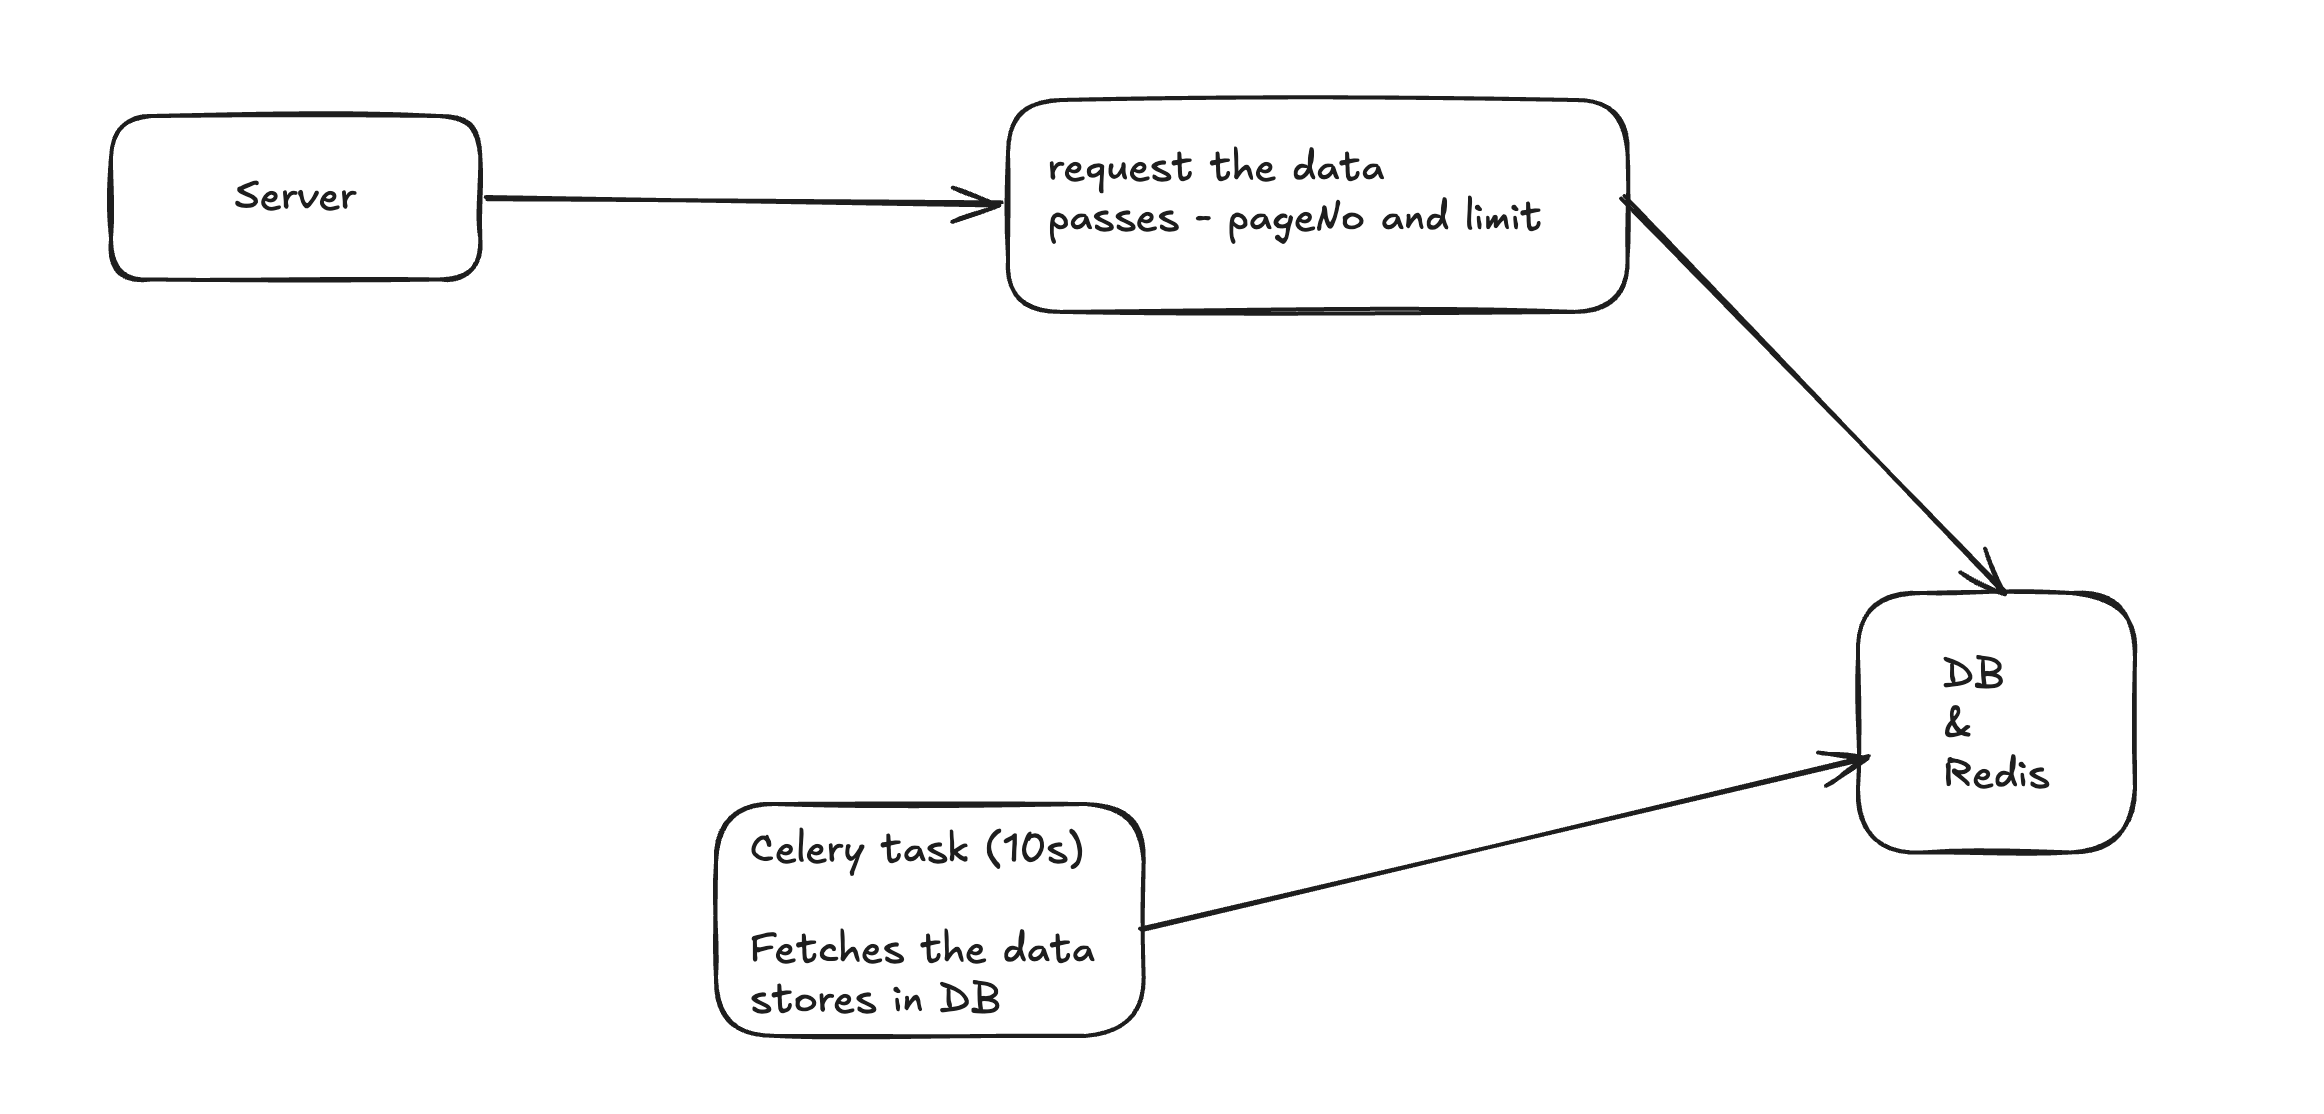 Server
request the data
passes - pageNo and limit
DB
&
Redis
Celery task (10s)
Fetches the data
stores in DB